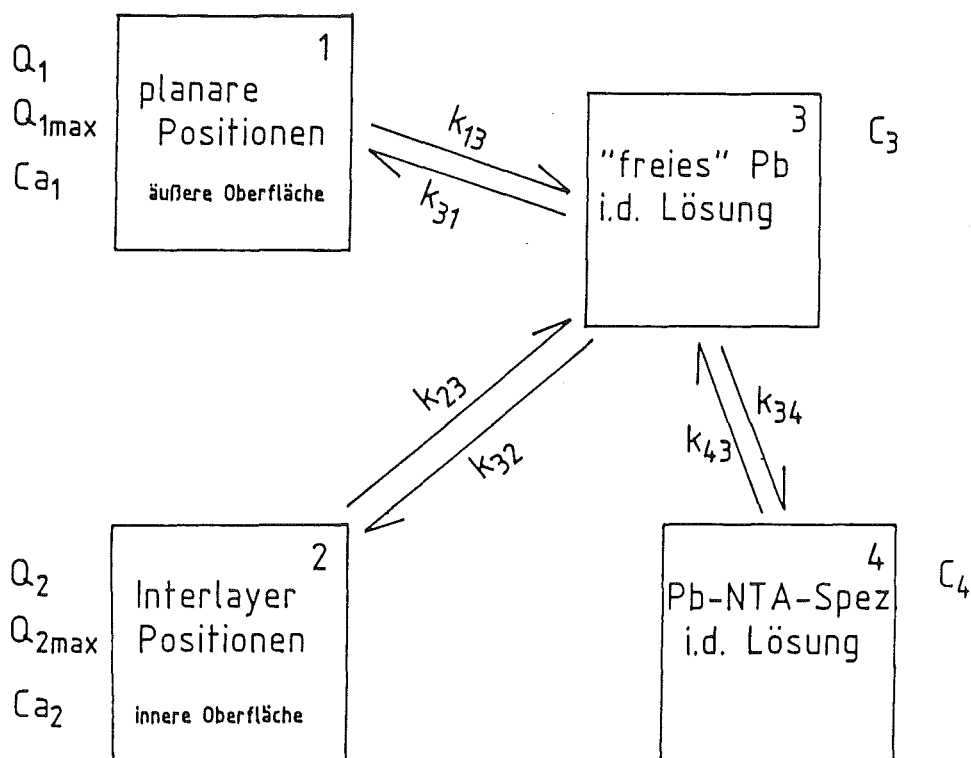 Q1
Q1max
Ca1
1
planare
Positionen
äußere Oberfläche
k13
k31
3
"freies" Pb
i.d. Lösung
C3
k23
k32
k34
k43
Q2
Q2max
Ca2
2
Interlayer
Positionen
innere Oberfläche
4
Pb-NTA-Spez
i.d. Lösung
C4